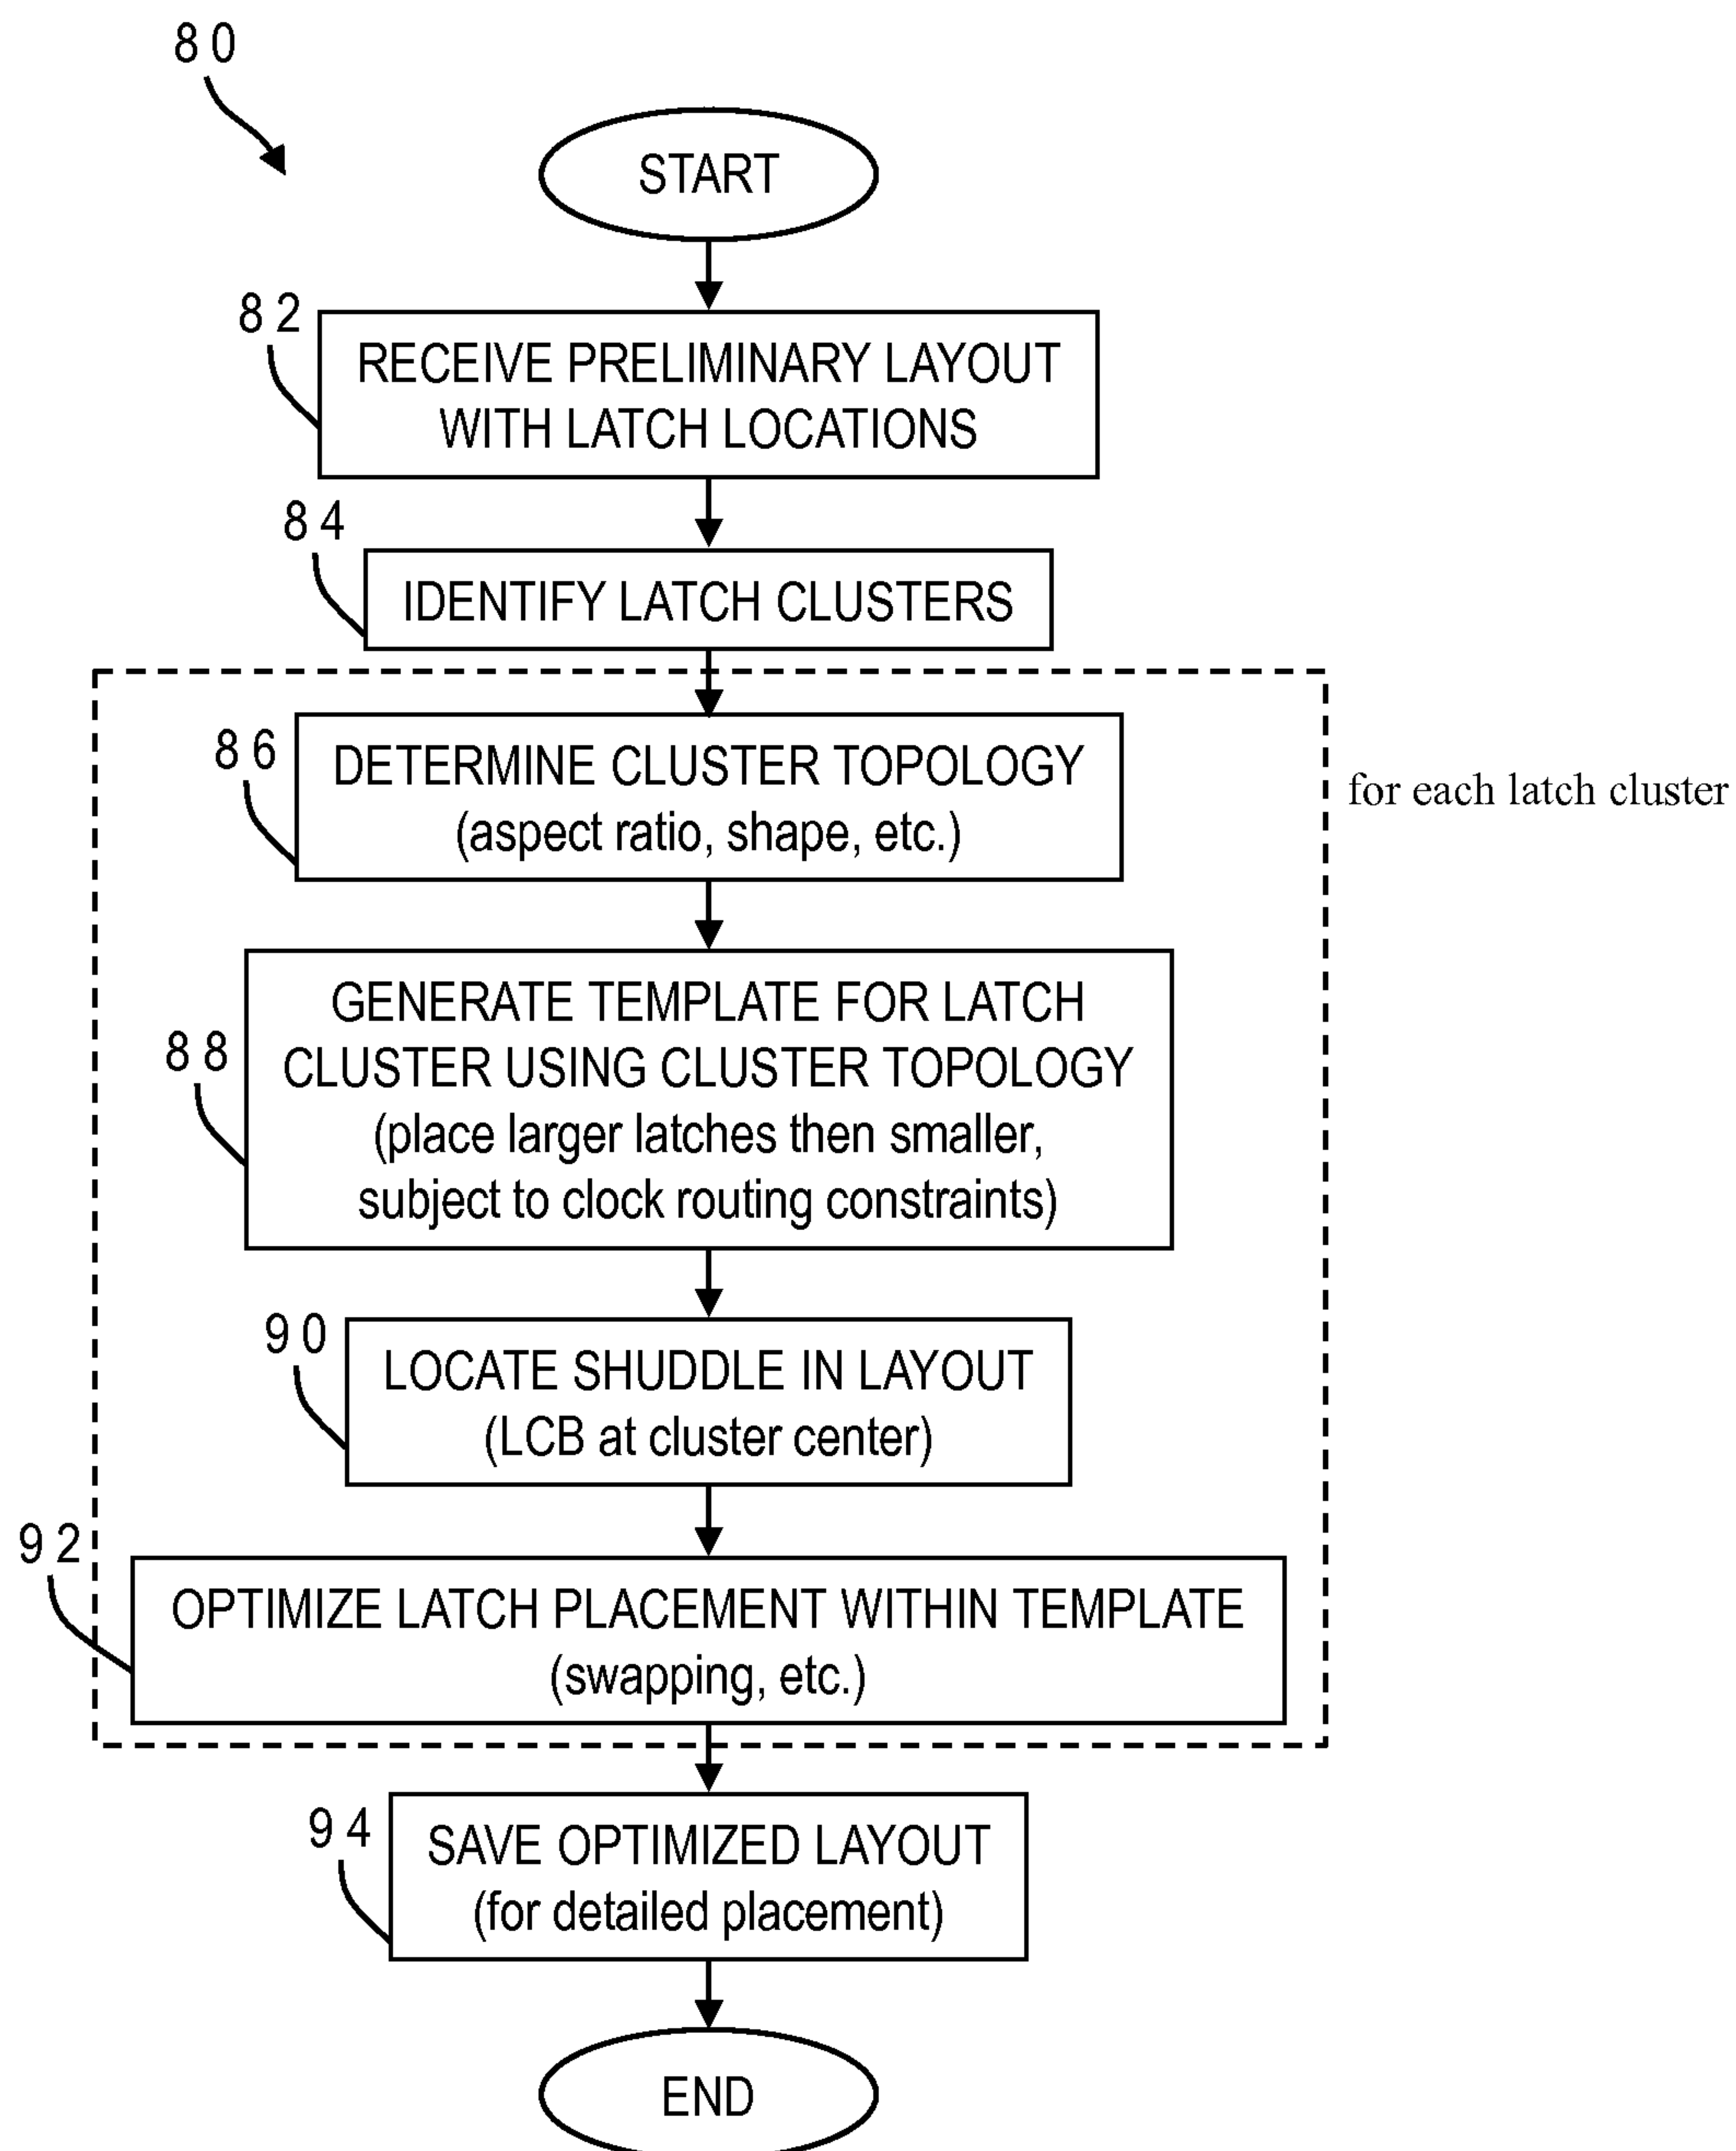 80
START
82
RECEIVE PRELIMINARY LAYOUT
WITH LATCH LOCATIONS
84
IDENTIFY LATCH CLUSTERS
86
DETERMINE CLUSTER TOPOLOGY
(aspect ratio, shape, etc.)
for each latch cluster
88
GENERATE TEMPLATE FOR LATCH
CLUSTER USING CLUSTER TOPOLOGY
(place larger latches then smaller,
subject to clock routing constraints)
90
LOCATE SHUDDLE IN LAYOUT
(LCB at cluster center)
92
OPTIMIZE LATCH PLACEMENT WITHIN TEMPLATE
(swapping, etc.)
94
SAVE OPTIMIZED LAYOUT
(for detailed placement)
END